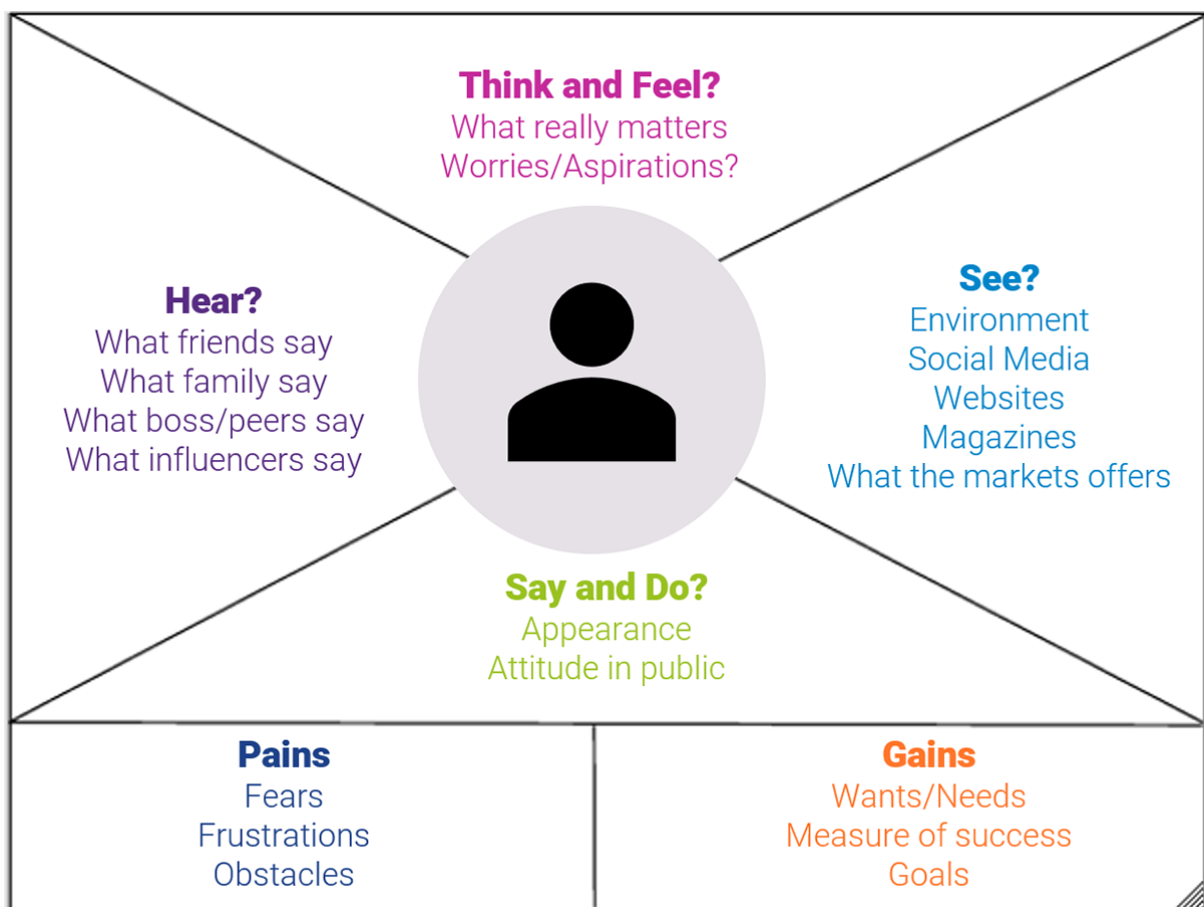 Think and Feel?
What really matters
Worries/Aspirations?
Hear?
What friends say
What family say
What boss/peers say
What influencers say
See?
Environment
Social Media
Websites
Magazines
What the markets offers
Say and Do?
Appearance
Attitude in public
Pains
Fears
Frustrations
Obstacles
Gains
Wants/Needs
Measure of success
Goals